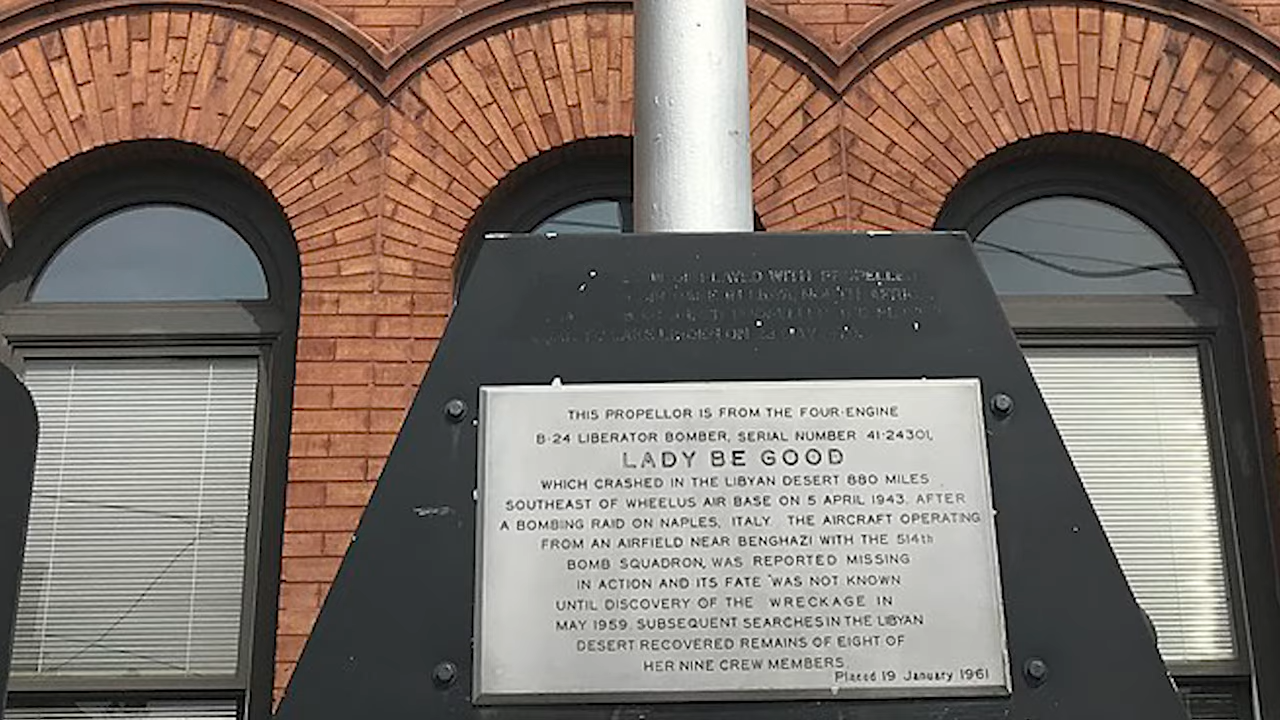 WITH PROPELLE
THIS PROPELLOR IS FROM THE FOUR-ENGINE
B-24 LIBERATOR BOMBER, SERIAL NUMBER 41-24301,
LADY BE GOOD
WHICH CRASHED IN THE LIBYAN DESERT 880 MILES
SOUTHEAST OF WHEELUS AIR BASE ON 5 APRIL 1943, AFTER
A BOMBING RAID ON NAPLES, ITALY. THE AIRCRAFT OPERATING
FROM AN AIRFIELD NEAR BENGHAZI WITH THE 514th
BOMB SQUADRON, WAS REPORTED MISSING
IN ACTION AND ITS FATE WAS NOT KNOWN
UNTIL DISCOVERY OF THE WRECKAGE IN
MAY 1959. SUBSEQUENT SEARCHES IN THE LIBYAN
DESERT RECOVERED REMAINS OF EIGHT OF
HER NINE CREW MEMBERS
Placed 19 January 1961